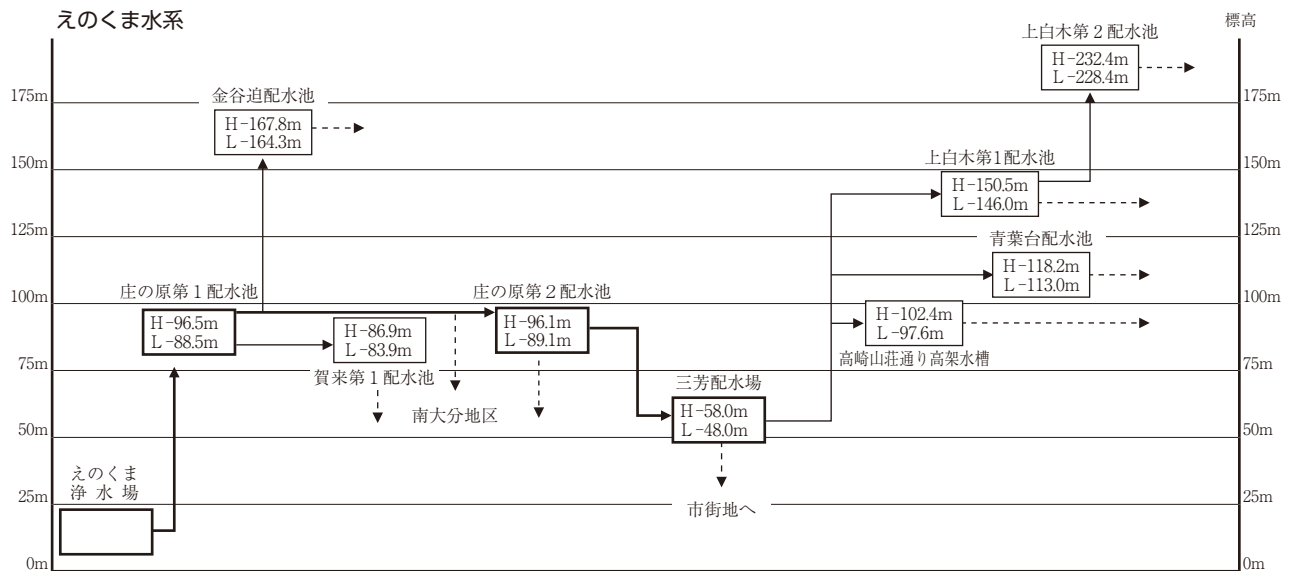 えのくま水系
標高
上白木第2配水池
H-232.4m
L-228.4m
175m
175m
金谷迫配水池
H-167.8m
L-164.3m
150m
150m
上白木第1配水池
H-150.5m
L-146.0m
125m
125m
青葉台配水池
H-118.2m
L-113.0m
100m
100m
庄の原第1配水池
H-96.5m
L-88.5m
庄の原第2配水池
H-96.1m
L-89.1m
H-102.4m
L-97.6m
高崎山荘通り高架水槽
H-86.9m
L-83.9m
賀来第1配水池
75m
75m
三芳配水場
H-58.0m
L-48.0m
南大分地区
50m
50m
えのくま
浄水場
25m
25m
市街地へ
0m
0m